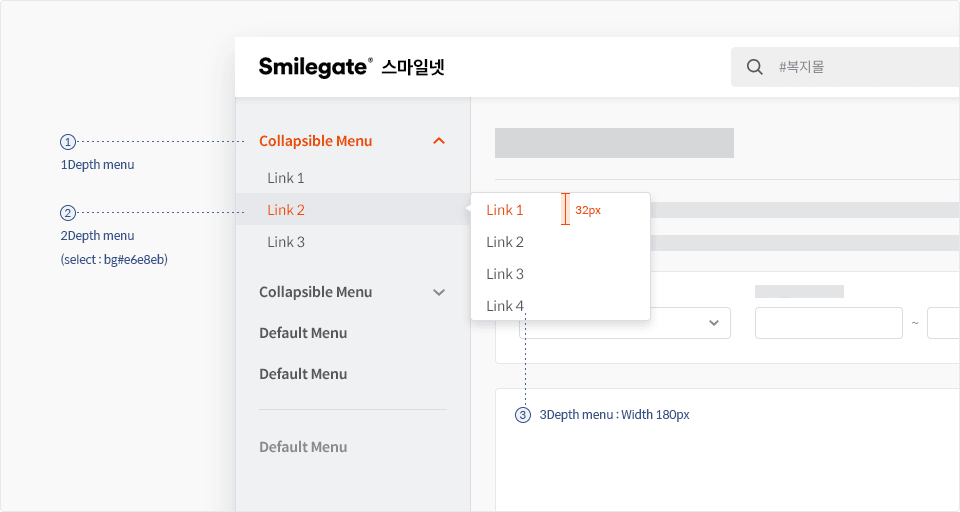 Smilegate® 스마일넷
#복지몰
1
1Depth menu
Collapsible Menu
Link 1
2
2Depth menu
(select : bg#e6e8eb)
Link 2
Link 3
Link 1
32px
Link 2
Link 3
Link 4
Collapsible Menu
Default Menu
Default Menu
Default Menu
~
3
3Depth menu : Width 180px